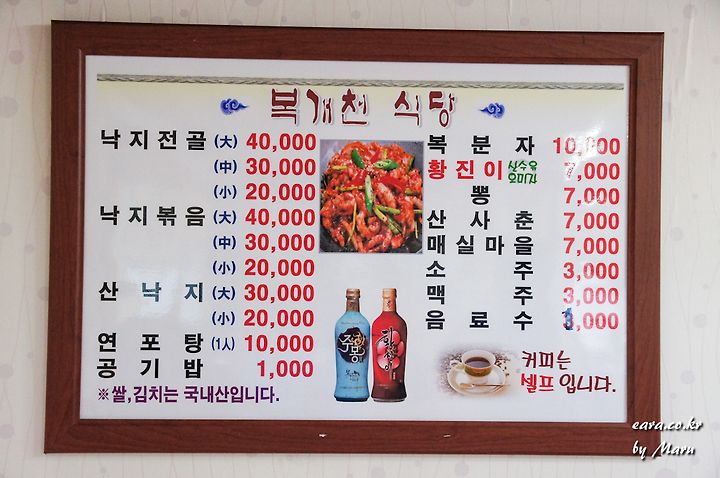 복개천 식당
낙지전골 (大) 40,000
(中) 30,000
(小) 20,000
낙지볶음 (大) 40,000
(中) 30,000
(小) 20,000
산낙지 (大) 30,000
(小) 20,000
연포탕 (1人) 10,000
공기밥 1,000
※쌀,김치는 국내산입니다.
복분자 10,000
황진이 산수유 오미자 7,000
뽕 7,000
산사춘 7,000
매실마을 7,000
소주 3,000
맥주 3,000
음료수 1,000
커피는
셀프입니다.
주몽
황진이
eara.co.kr
by Maru